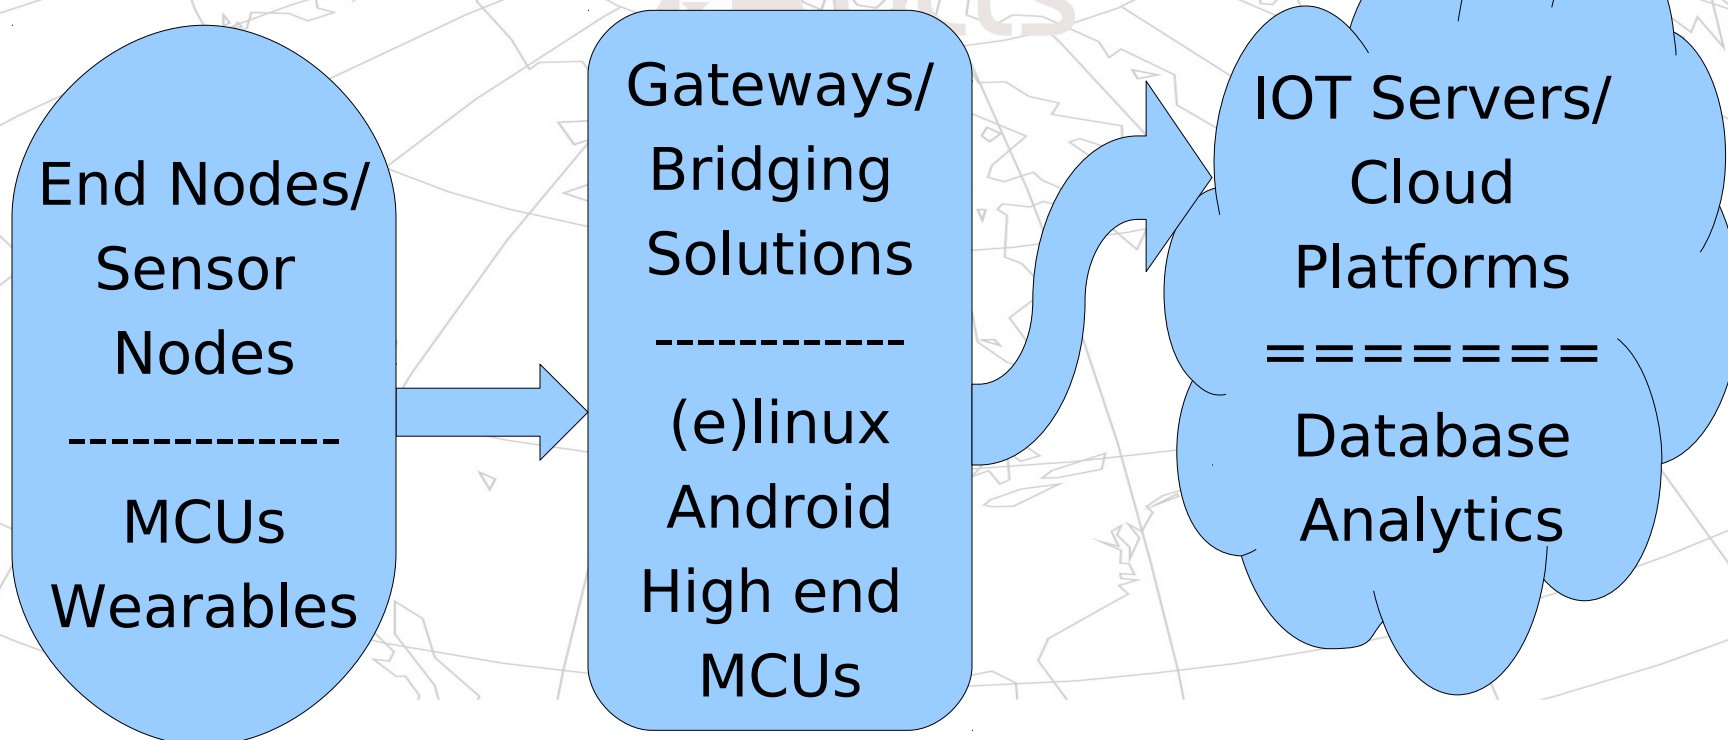 End Nodes/
Sensor
Nodes
-------------
MCUs
Wearables
Gateways/
Bridging
Solutions
------------
(e)linux
Android
High end
MCUs
IOT Servers/
Cloud
Platforms
=======
Database
Analytics